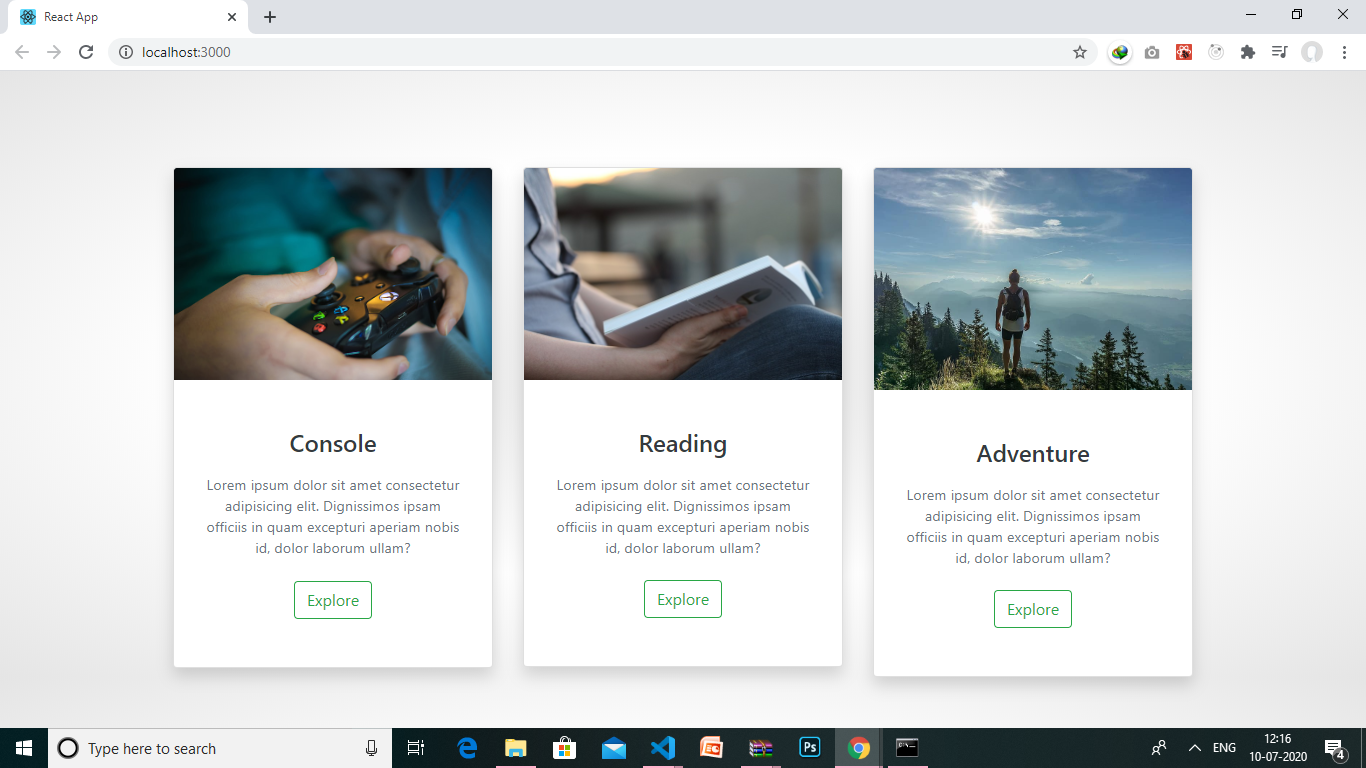 React App
localhost:3000
Console
Lorem ipsum dolor sit amet consectetur
adipisicing elit. Dignissimos ipsam
officiis in quam excepturi aperiam nobis
id, dolor laborum ullam?
Explore
Reading
Lorem ipsum dolor sit amet consectetur
adipisicing elit. Dignissimos ipsam
officiis in quam excepturi aperiam nobis
id, dolor laborum ullam?
Explore
Adventure
Lorem ipsum dolor sit amet consectetur
adipisicing elit. Dignissimos ipsam
officiis in quam excepturi aperiam nobis
id, dolor laborum ullam?
Explore
Type here to search
Ps
ENG
12:16
10-07-2020
4